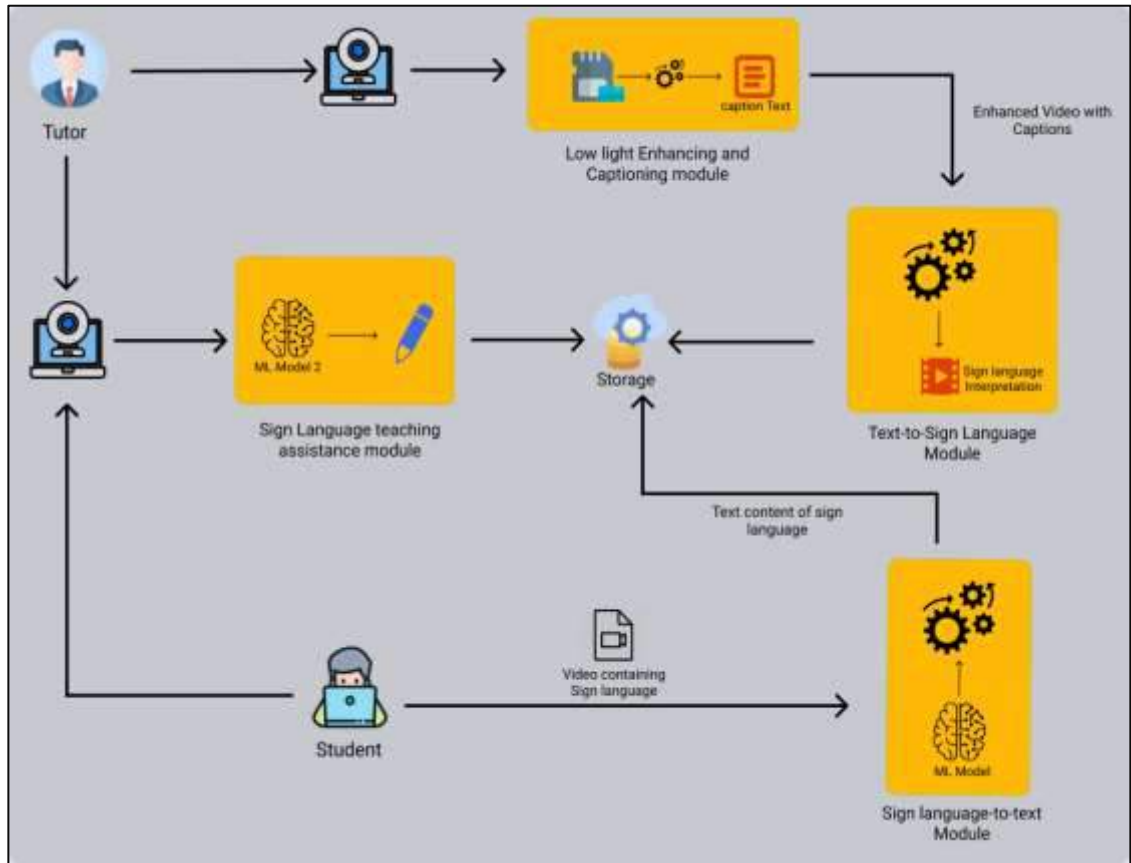 caption Text
Tutor
Low light Enhancing and
Captioning module
Enhanced Video with
Captions
ML Model 2
Sign Language teaching
assistance module
Storage
Sign language
Interpretation
Text-to-Sign Language
Module
Text content of sign
language
Video containing
Sign language
Student
ML Model
Sign language-to-text
Module